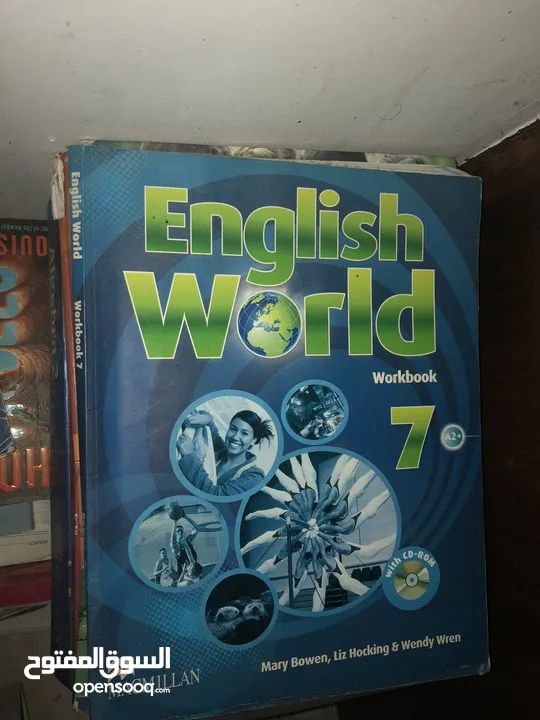 English
World
Workbook
7
A2+
with CD-ROM
Mary Bowen, Liz Hocking & Wendy Wren
MACMILLAN
English World
Workbook 7
السوق المفتوح
opensooq.com